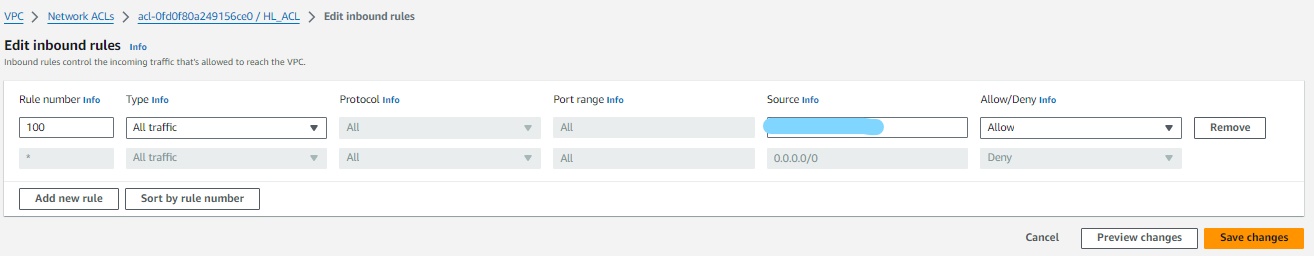 VPC > Network ACLs > acl-0fd0f80a249156ce0 / HL_ACL > Edit inbound rules
Edit inbound rules Info
Inbound rules control the incoming traffic that's allowed to reach the VPC.
Rule number Info Type Info Protocol Info Port range Info Source Info Allow/Deny Info
100 All traffic All All Allow Remove
* All traffic All All 0.0.0.0/0 Deny
Add new rule Sort by rule number
Cancel Preview changes Save changes